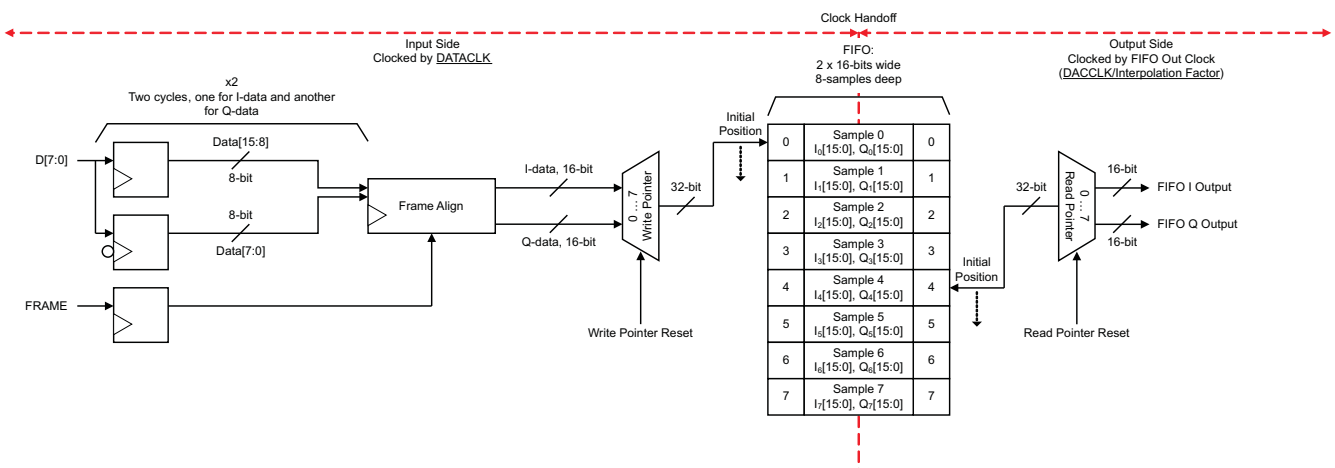 Clock Handoff
Input Side
Clocked by DATACLK
FIFO:
2 x 16-bits wide
8-samples deep
Output Side
Clocked by FIFO Out Clock
(DACCLK/Interpolation Factor)
x2
Two cycles, one for I-data and another
for Q-data
D[7:0]
Data[15:8]
8-bit
8-bit
Data[7:0]
FRAME
Frame Align
I-data, 16-bit
Q-data, 16-bit
0 ... 7
Write Pointer
Write Pointer Reset
32-bit
Initial
Position
0
Sample 0
I0[15:0], Q0[15:0]
0
1
Sample 1
I1[15:0], Q1[15:0]
1
2
Sample 2
I2[15:0], Q2[15:0]
2
3
Sample 3
I3[15:0], Q3[15:0]
3
4
Sample 4
I4[15:0], Q4[15:0]
4
5
Sample 5
I5[15:0], Q5[15:0]
5
6
Sample 6
I6[15:0], Q6[15:0]
6
7
Sample 7
I7[15:0], Q7[15:0]
7
Initial
Position
32-bit
0 ... 7
Read Pointer
Read Pointer Reset
16-bit
FIFO I Output
FIFO Q Output
16-bit